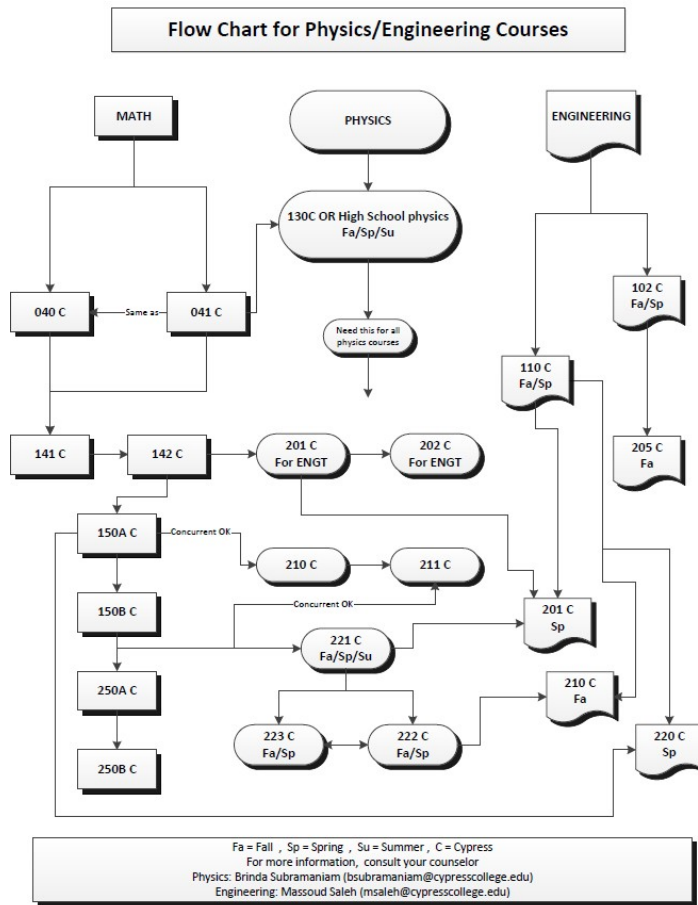 Flow Chart for Physics/Engineering Courses
MATH
PHYSICS
ENGINEERING
130C OR High School physics
Fa/Sp/Su
040 C
Same as
041 C
102 C
Fa/Sp
Need this for all
physics courses
110 C
Fa/Sp
141 C
142 C
201 C
For ENGT
202 C
For ENGT
205 C
Fa
150A C
Concurrent OK
210 C
211 C
150B C
Concurrent OK
201 C
Sp
221 C
Fa/Sp/Su
250A C
210 C
Fa
223 C
Fa/Sp
222 C
Fa/Sp
220 C
Sp
250B C
Fa = Fall , Sp = Spring , Su = Summer , C = Cypress
For more information, consult your counselor
Physics: Brinda Subramaniam (bsubramaniam@cypresscollege.edu)
Engineering: Massoud Saleh (msaleh@cypresscollege.edu)